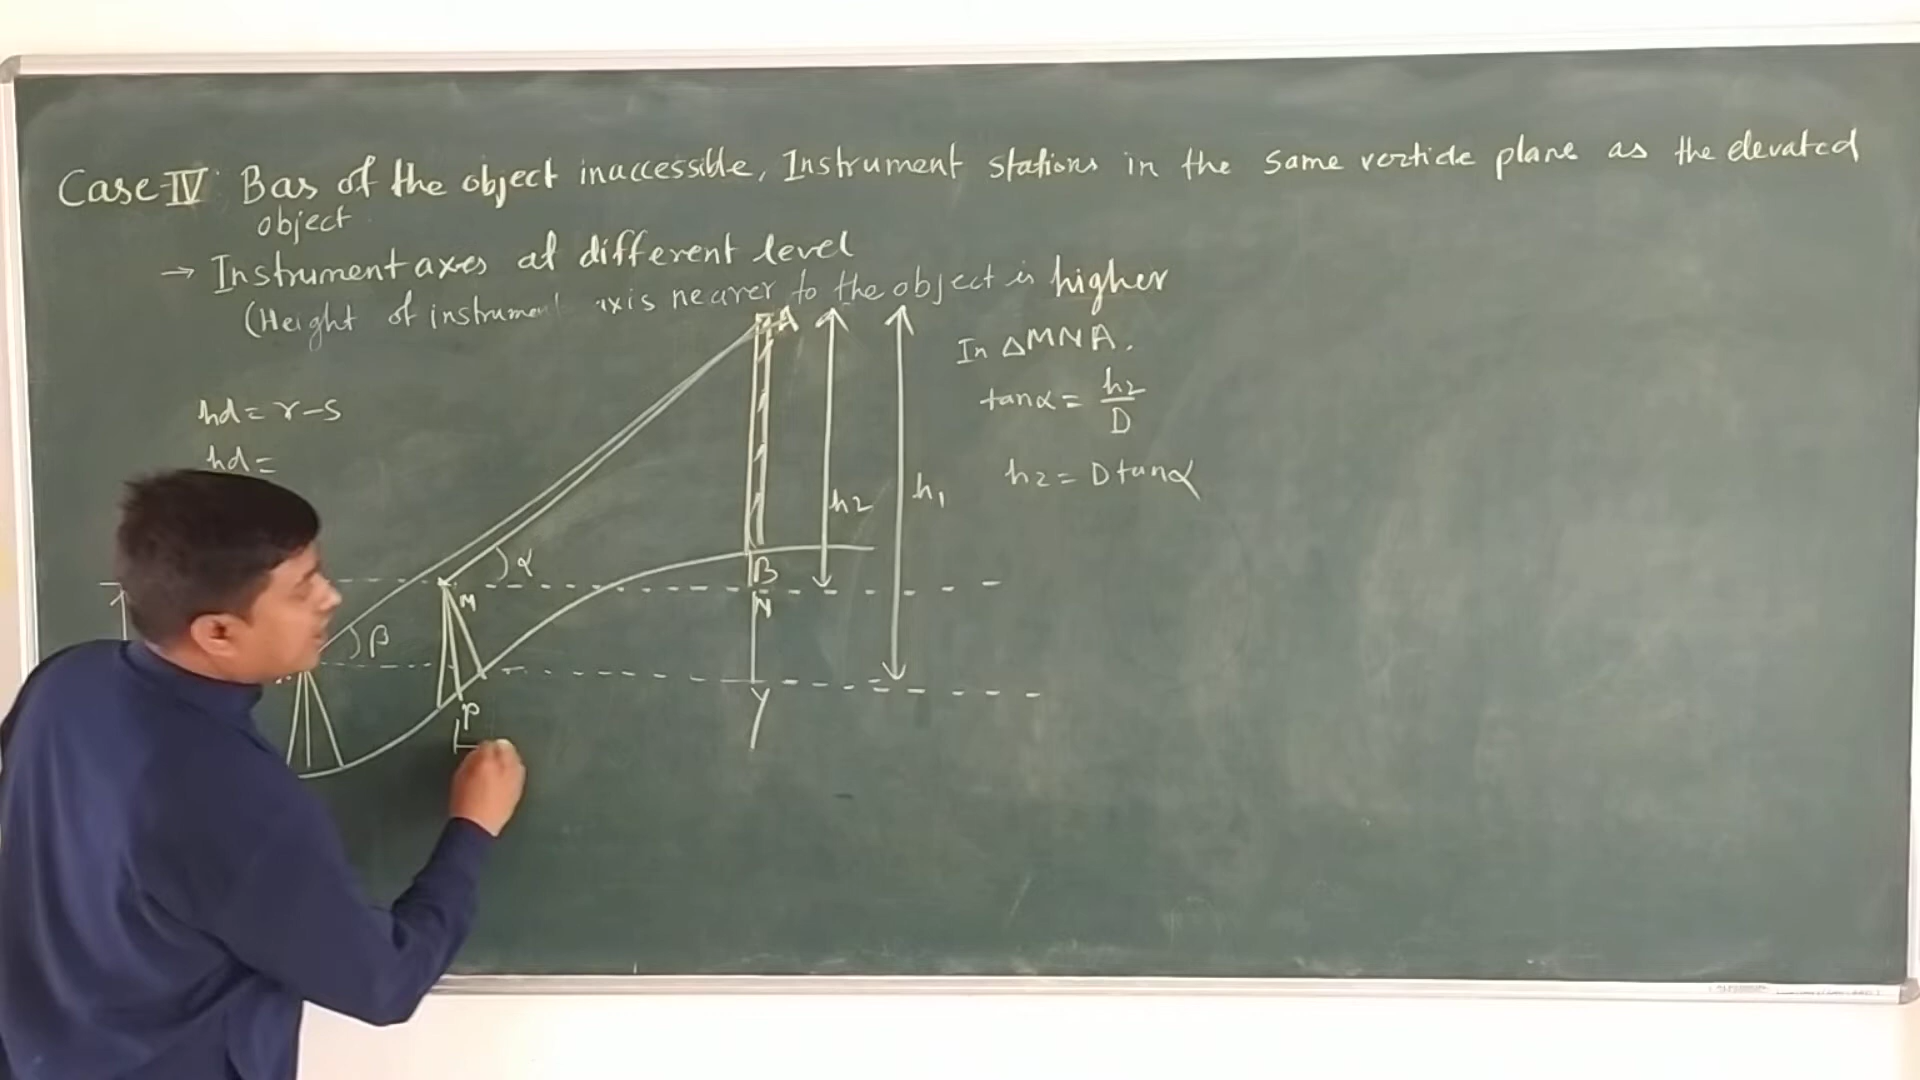 Case-IV Bas of the object inaccessible, Instrument stations in the same verticle plane as the elevated
object
→ Instrument axes at different level
(Height of instrument axis nearer to the object is higher
A
In △MNA.
hd = r-s
tanα = h2/D
hd =
h2
h1
h2 = Dtanα
α
B
M
N
β
P
Y